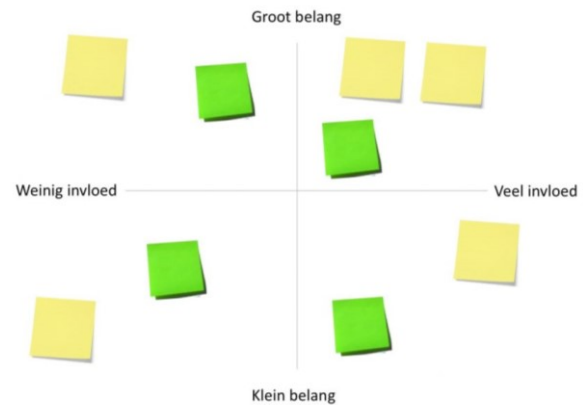 Groot belang
Weinig invloed
Veel invloed
Klein belang